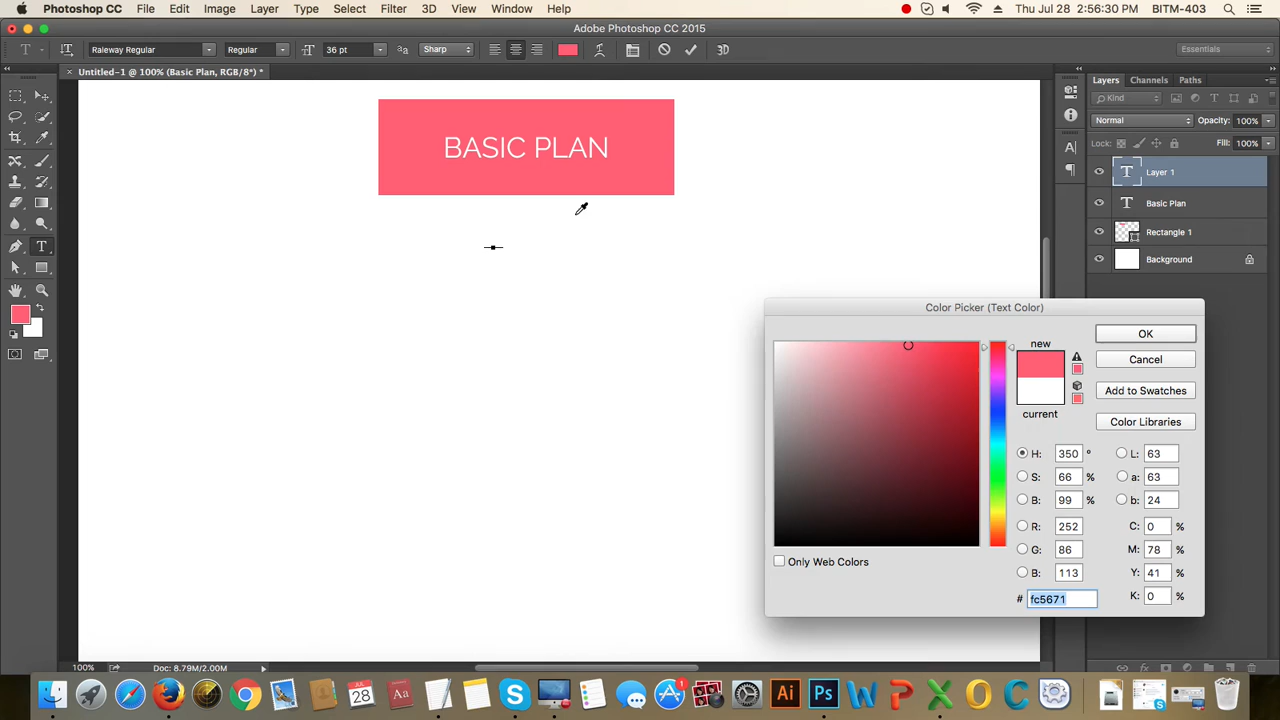 Photoshop CC File Edit Image Layer Type Select Filter 3D View Window Help Thu Jul 28 2:56:30 PM BITM-403
Adobe Photoshop CC 2015
T Raleway Regular Regular 36 pt aa Sharp 3D Essentials
Untitled-1 @ 100% (Basic Plan, RGB/8*) *
Layers Channels Paths
Kind
Normal Opacity: 100%
Lock: Fill: 100%
BASIC PLAN
T Layer 1
T Basic Plan
Rectangle 1
Background
Color Picker (Text Color)
new
current
OK
Cancel
Add to Swatches
Color Libraries
H: 350 ° L: 63
S: 66 % a: 63
B: 99 % b: 24
R: 252 C: 0 %
G: 86 M: 78 %
B: 113 Y: 41 %
# fc5671 K: 0 %
Only Web Colors
100% Doc: 8.79M/2.00M
28 1 Ai Ps